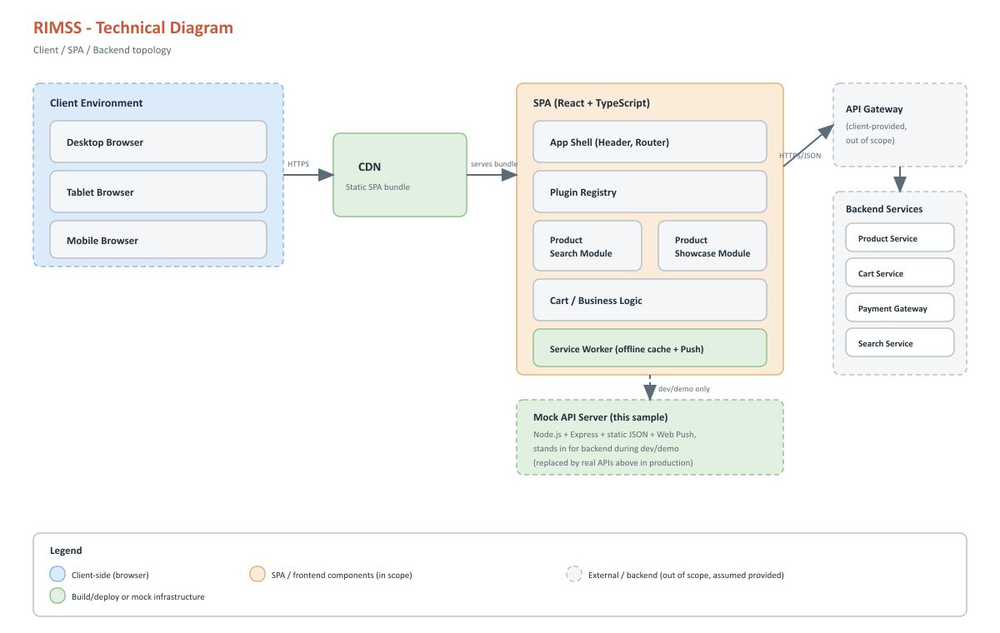 RIMSS - Technical Diagram
Client / SPA / Backend topology
Client Environment
Desktop Browser
Tablet Browser
Mobile Browser
HTTPS
CDN
Static SPA bundle
serves bundle
SPA (React + TypeScript)
App Shell (Header, Router)
Plugin Registry
Product
Search Module
Product
Showcase Module
Cart / Business Logic
Service Worker (offline cache + Push)
HTTPS/JSON
API Gateway
(client-provided,
out of scope)
Backend Services
Product Service
Cart Service
Payment Gateway
Search Service
dev/demo only
Mock API Server (this sample)
Node.js + Express + static JSON + Web Push,
stands in for backend during dev/demo
(replaced by real APIs above in production)
Legend
Client-side (browser)
SPA / frontend components (in scope)
External / backend (out of scope, assumed provided)
Build/deploy or mock infrastructure